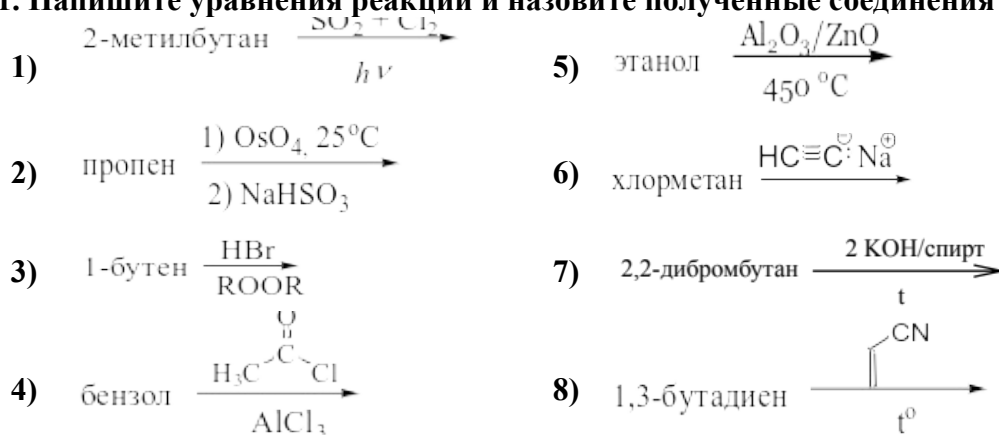 1. Напишите уравнения реакций и назовите полученные соединения
1) 2-метилбутан SO₂ + Cl₂
hν
2) пропен 1) OsO₄, 25°C
2) NaHSO₃
3) 1-бутен HBr
ROOR
4) бензол H₃C C O Cl
AlCl₃
5) этанол Al₂O₃/ZnO
450 °C
6) хлорметан HC≡C:⊖ Na⊕
7) 2,2-дибромбутан 2 KOH/спирт
t
8) 1,3-бутадиен CN
t°